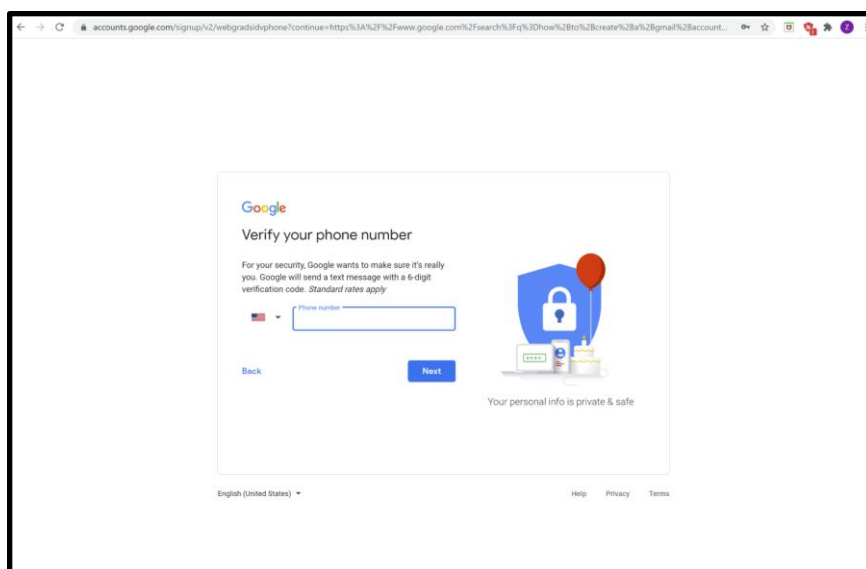 accounts.google.com/signup/v2/webgradsidvphone?continue=https%3A%2F%2Fwww.google.com%2Fsearch%3Fq%3Dhow%2Bto%2Bcreate%2Ba%2Bgmail%2Baccount...
Z
Google
Verify your phone number
For your security, Google wants to make sure it's really
you. Google will send a text message with a 6-digit
verification code. Standard rates apply
Phone number
Back
Next
Your personal info is private & safe
English (United States)
Help Privacy Terms